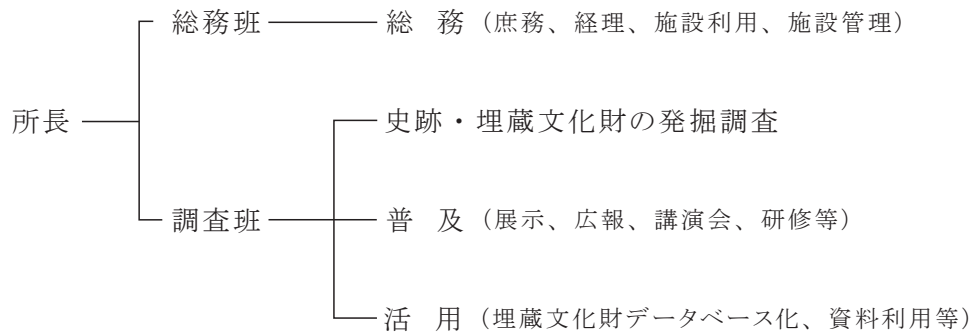 総務班 総　務（庶務、経理、施設利用、施設管理）
所長 史跡・埋蔵文化財の発掘調査
調査班 普　及（展示、広報、講演会、研修等）
活　用（埋蔵文化財データベース化、資料利用等）